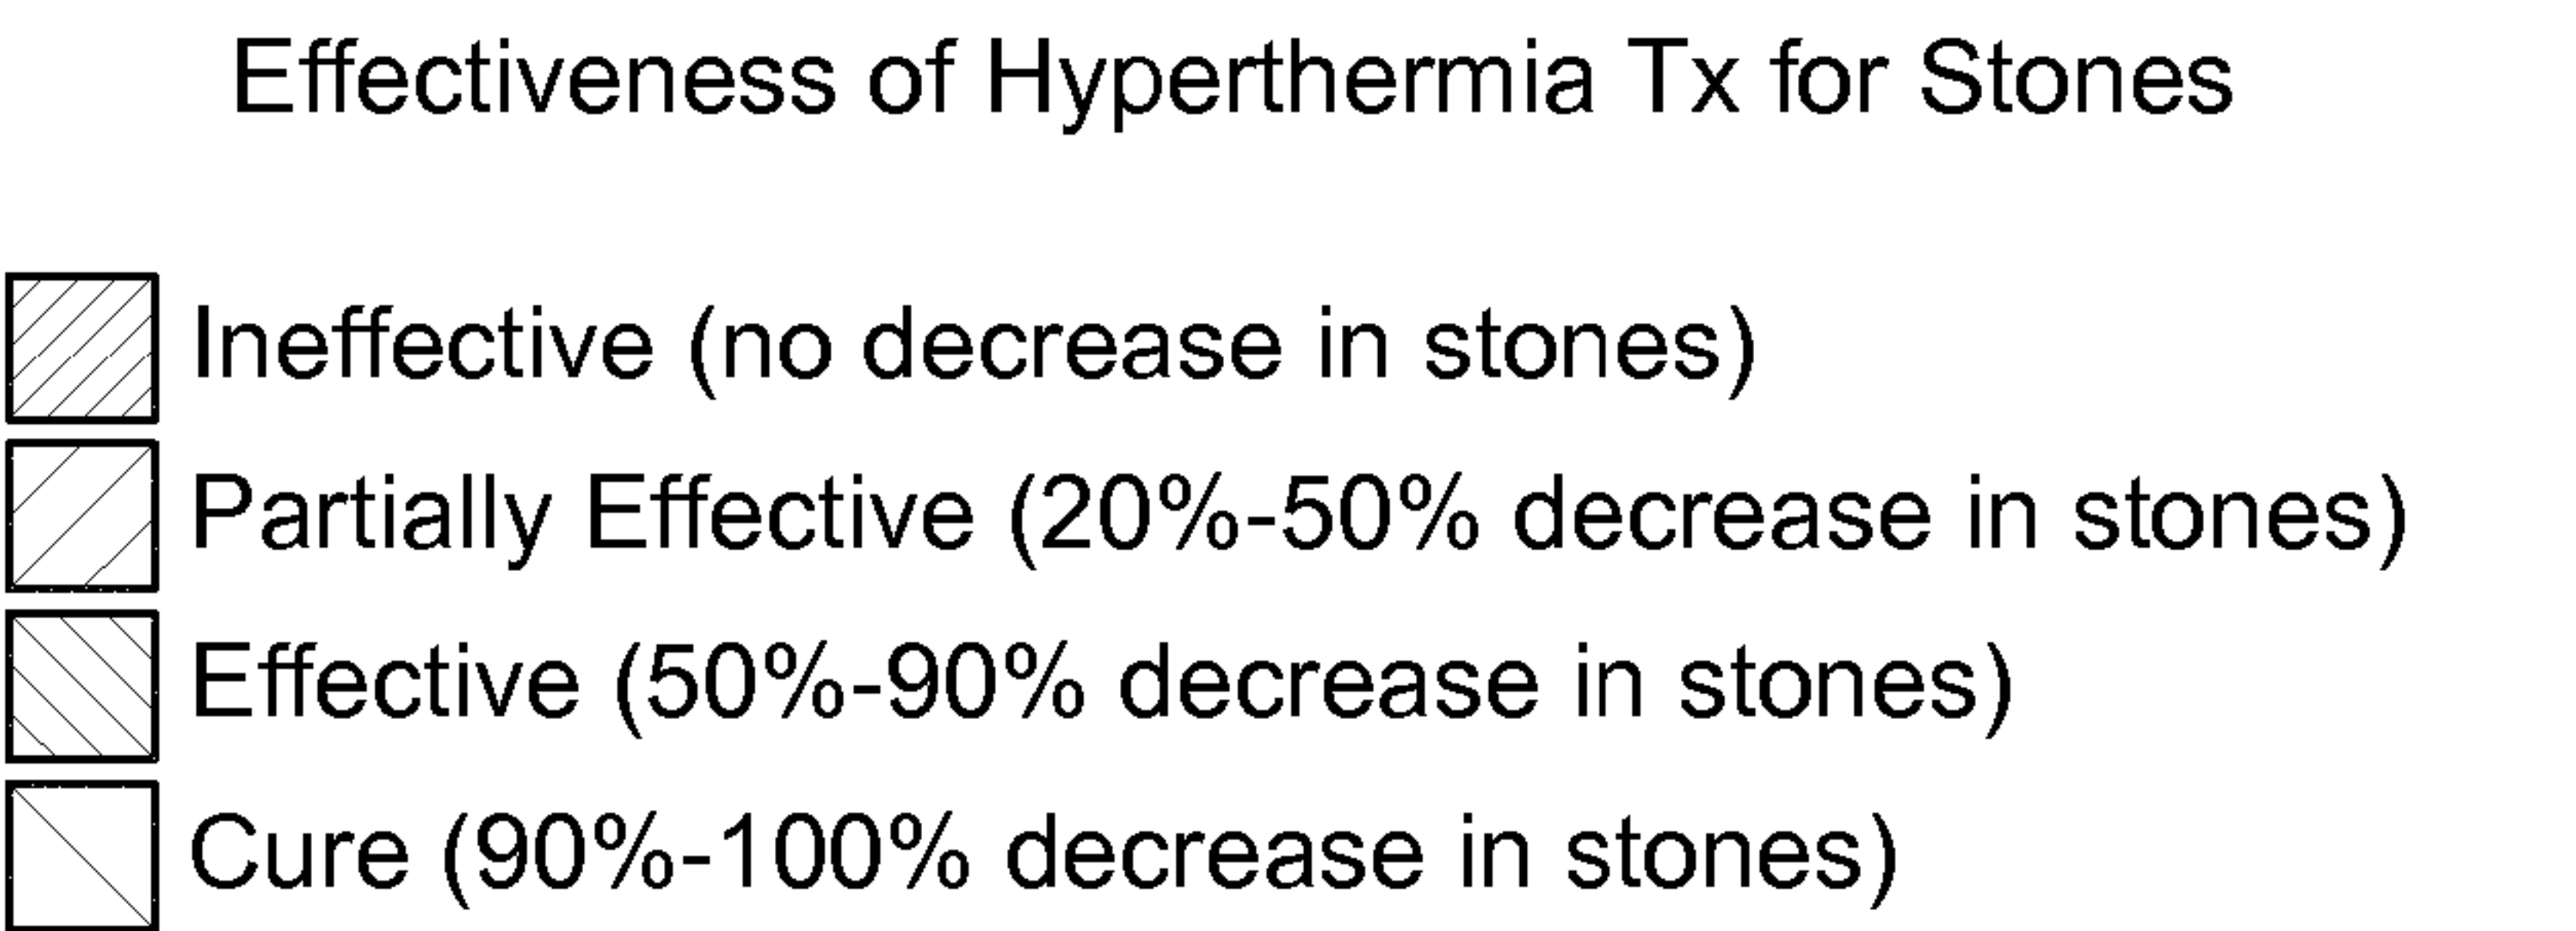 Effectiveness of Hyperthermia Tx for Stones
Ineffective (no decrease in stones)
Partially Effective (20%-50% decrease in stones)
Effective (50%-90% decrease in stones)
Cure (90%-100% decrease in stones)